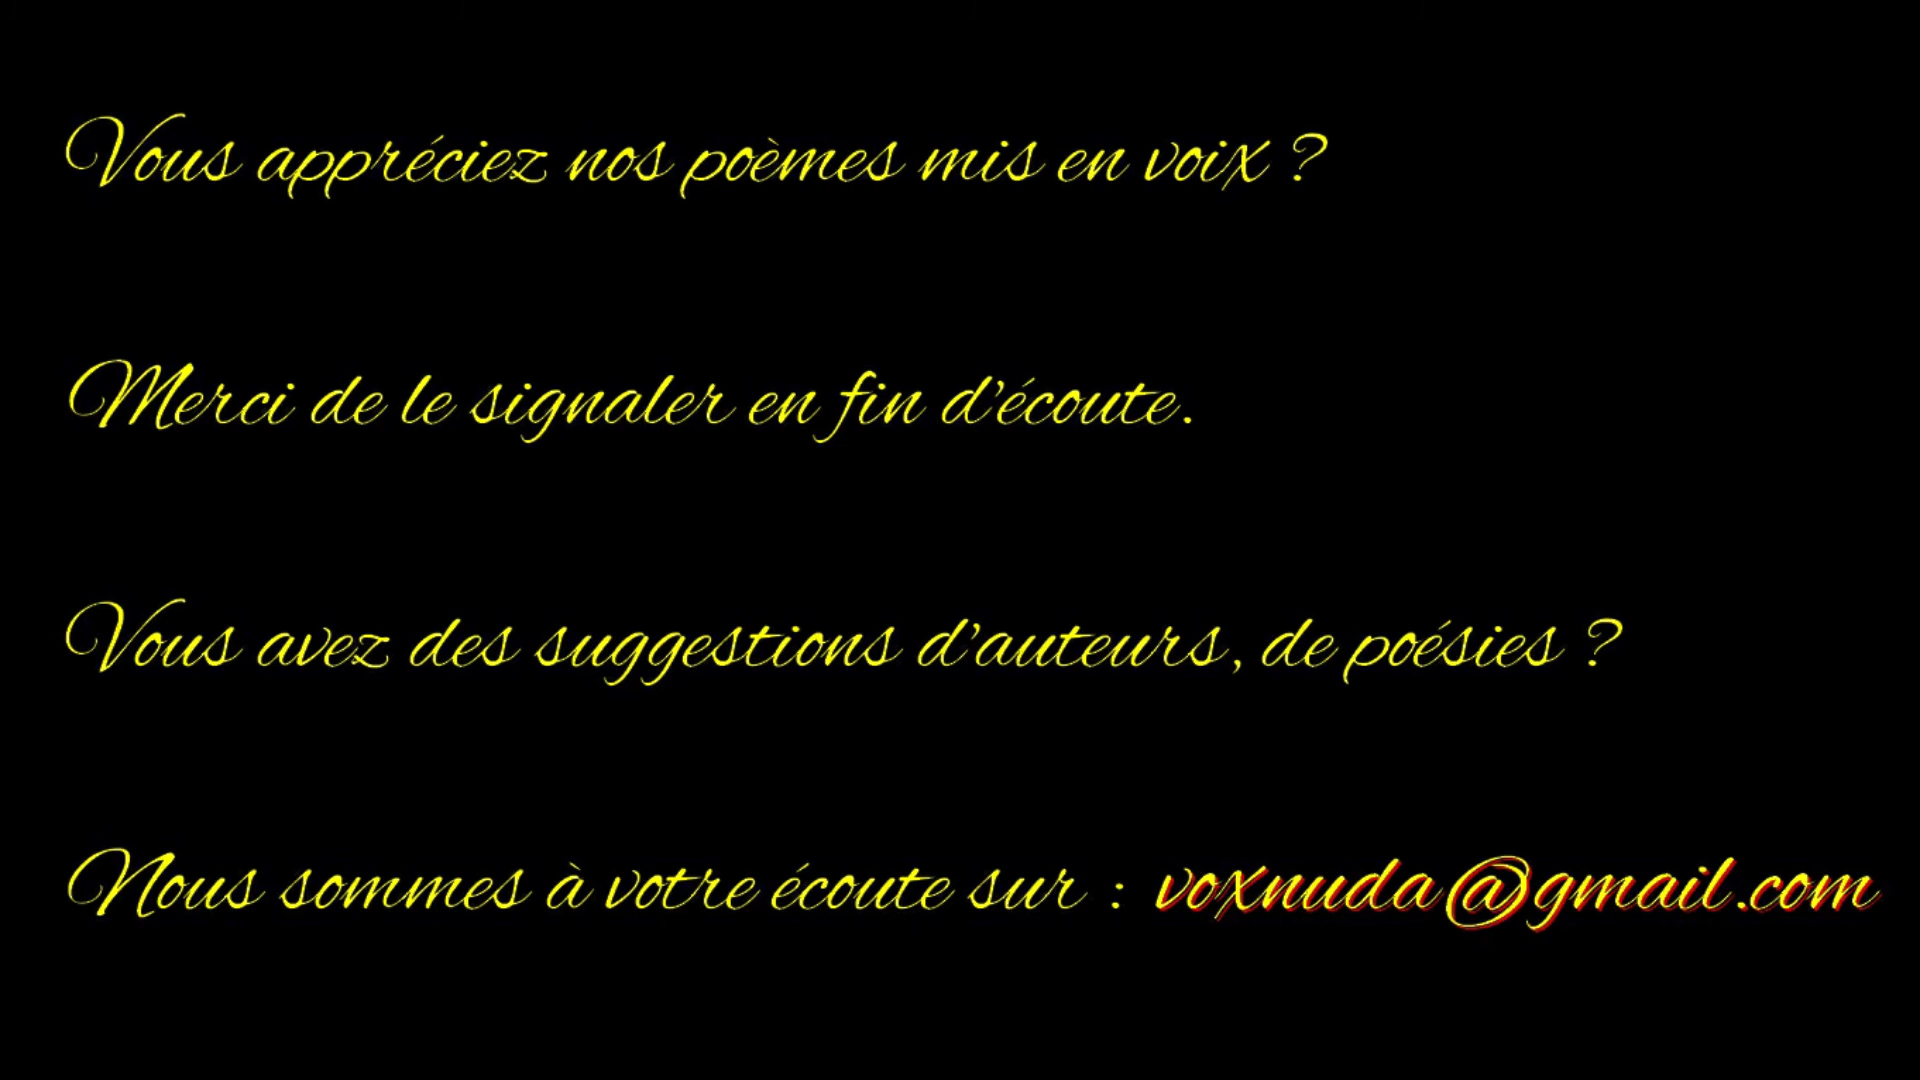 Vous appréciez nos poèmes mis en voix ?
Merci de le signaler en fin d'écoute.
Vous avez des suggestions d'auteurs, de poésies ?
Nous sommes à votre écoute sur : voxnuda@gmail.com